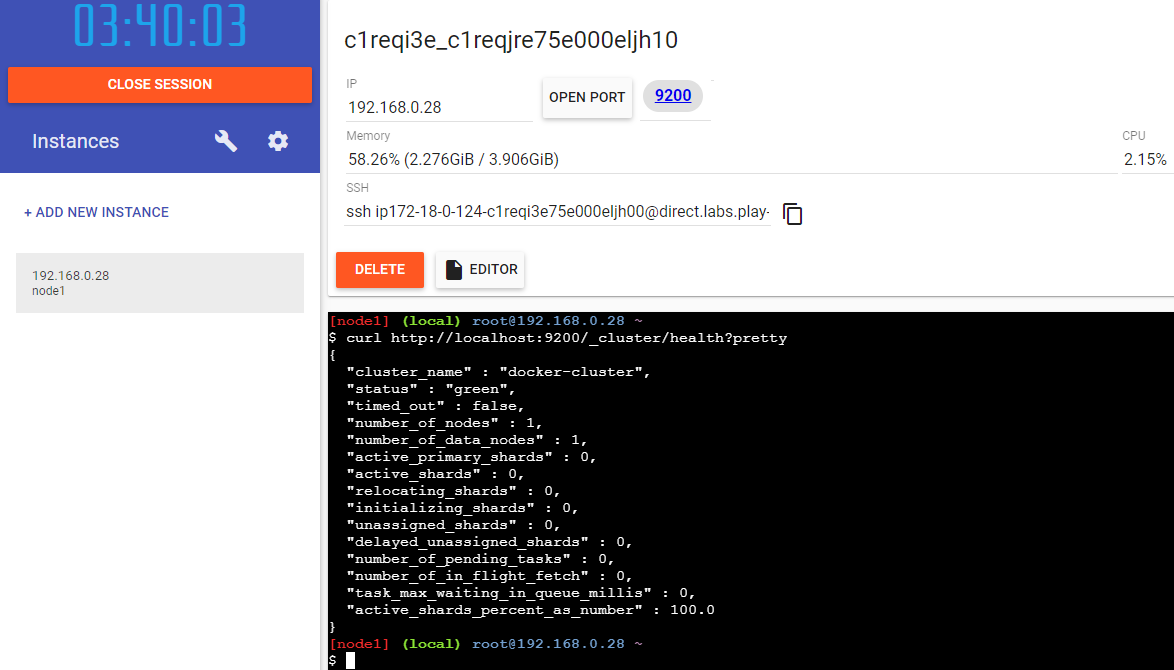 03:40:03
CLOSE SESSION
Instances
+ ADD NEW INSTANCE
192.168.0.28
node1
c1reqi3e_c1reqjre75e000eljh10
IP
192.168.0.28
OPEN PORT
9200
Memory
58.26% (2.276GiB / 3.906GiB)
CPU
2.15%
SSH
ssh ip172-18-0-124-c1reqi3e75e000eljh00@direct.labs.play-
DELETE
EDITOR
[node1] (local) root@192.168.0.28 ~
$ curl http://localhost:9200/_cluster/health?pretty
{
  "cluster_name" : "docker-cluster",
  "status" : "green",
  "timed_out" : false,
  "number_of_nodes" : 1,
  "number_of_data_nodes" : 1,
  "active_primary_shards" : 0,
  "active_shards" : 0,
  "relocating_shards" : 0,
  "initializing_shards" : 0,
  "unassigned_shards" : 0,
  "delayed_unassigned_shards" : 0,
  "number_of_pending_tasks" : 0,
  "number_of_in_flight_fetch" : 0,
  "task_max_waiting_in_queue_millis" : 0,
  "active_shards_percent_as_number" : 100.0
}
[node1] (local) root@192.168.0.28 ~
$